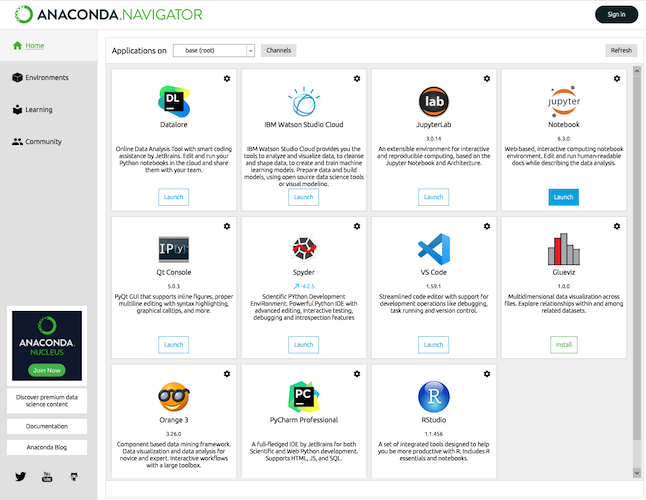 ANACONDA.NAVIGATOR
Sign in
Home
Environments
Learning
Community
ANACONDA.
NUCLEUS
Join Now
Discover premium data
science content
Documentation
Anaconda Blog
You
Tube
Applications on
base (root)
Channels
Refresh
DL
Datalore
Online Data Analysis Tool with smart coding
assistance by JetBrains. Edit and run your
Python notebooks in the cloud and share
them with your team.
Launch
IBM Watson Studio Cloud
IBM Watson Studio Cloud provides you the
tools to analyze and visualize data, to cleanse
and shape data, to create and train machine
learning models. Prepare data and build
models, using open source data science tools
or visual modeling.
Launch
lab
JupyterLab
3.0.14
An extensible environment for interactive
and reproducible computing, based on the
Jupyter Notebook and Architecture.
Launch
jupyter
Notebook
6.3.0
Web-based, interactive computing notebook
environment. Edit and run human-readable
docs while describing the data analysis.
Launch
IP[y]:
Qt Console
5.0.3
PyQt GUI that supports inline figures, proper
multiline editing with syntax highlighting,
graphical calltips, and more.
Launch
Spyder
4.2.5
Scientific PYthon Development
EnviRonment. Powerful Python IDE with
advanced editing, interactive testing,
debugging and introspection features
Launch
VS Code
1.59.1
Streamlined code editor with support for
development operations like debugging,
task running and version control.
Launch
Glueviz
1.0.0
Multidimensional data visualization across
files. Explore relationships within and among
related datasets.
Install
Orange 3
3.26.0
Component based data mining framework.
Data visualization and data analysis for
novice and expert. Interactive workflows
with a large toolbox.
PC
PyCharm Professional
A full-fledged IDE by JetBrains for both
Scientific and Web Python development.
Supports HTML, JS, and SQL.
R
RStudio
1.1.456
A set of integrated tools designed to help
you be more productive with R. Includes R
essentials and notebooks.